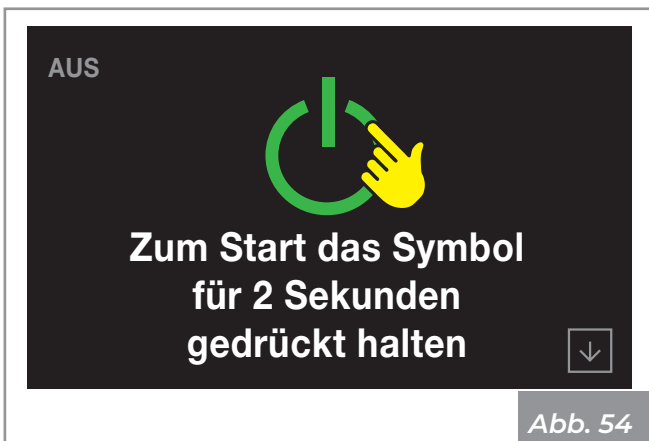 AUS
Zum Start das Symbol
für 2 Sekunden
gedrückt halten
Abb. 54